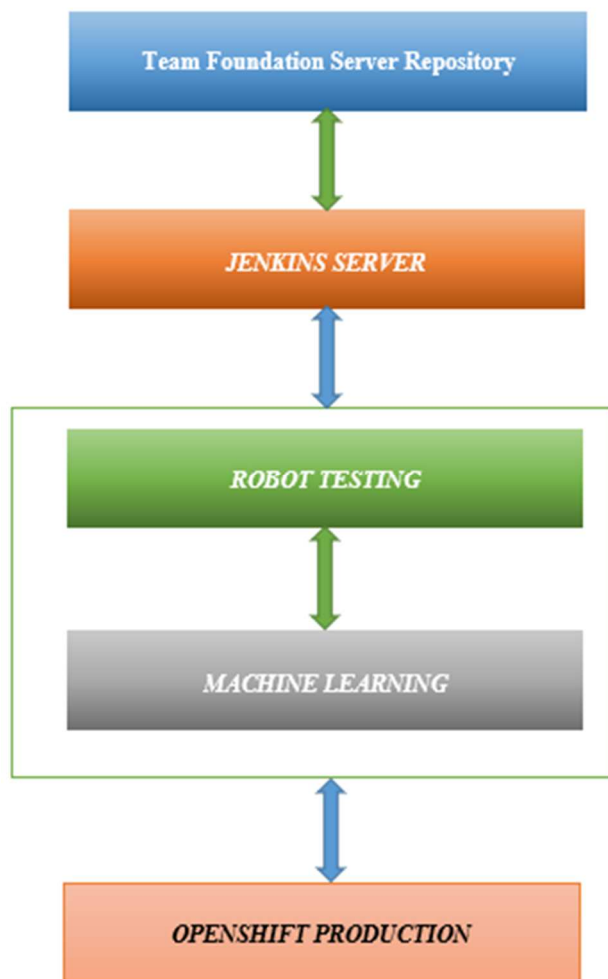 Team Foundation Server Repository
JENKINS SERVER
ROBOT TESTING
MACHINE LEARNING
OPENSHIFT PRODUCTION